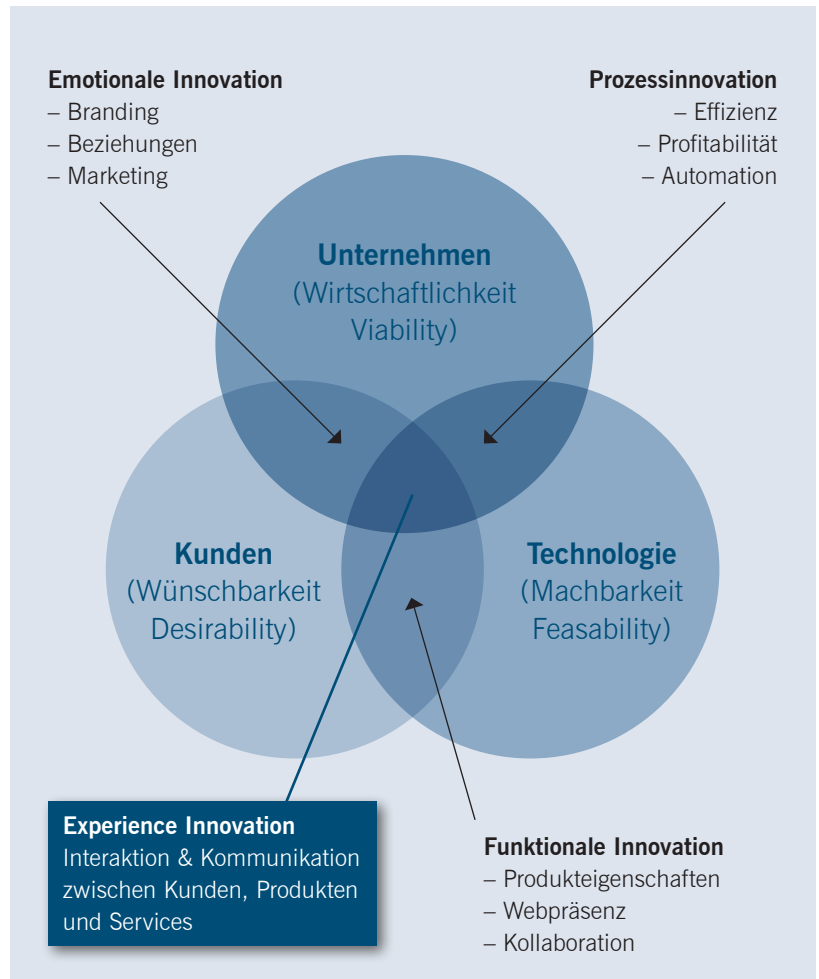 Emotionale Innovation
– Branding
– Beziehungen
– Marketing
Prozessinnovation
– Effizienz
– Profitabilität
– Automation
Unternehmen
(Wirtschaftlichkeit
Viability)
Kunden
(Wünschbarkeit
Desirability)
Technologie
(Machbarkeit
Feasability)
Experience Innovation
Interaktion & Kommunikation
zwischen Kunden, Produkten
und Services
Funktionale Innovation
– Produkteigenschaften
– Webpräsenz
– Kollaboration